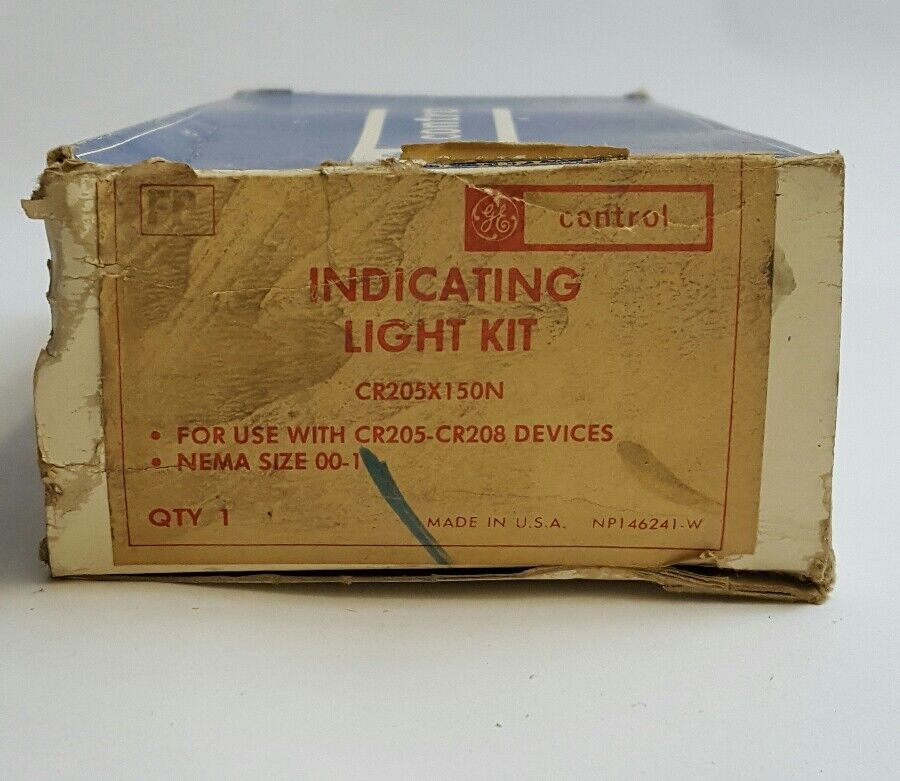 control
GE control
INDICATING
LIGHT KIT
CR205X150N
• FOR USE WITH CR205-CR208 DEVICES
• NEMA SIZE 00-1
QTY 1
MADE IN U.S.A. NP146241-W